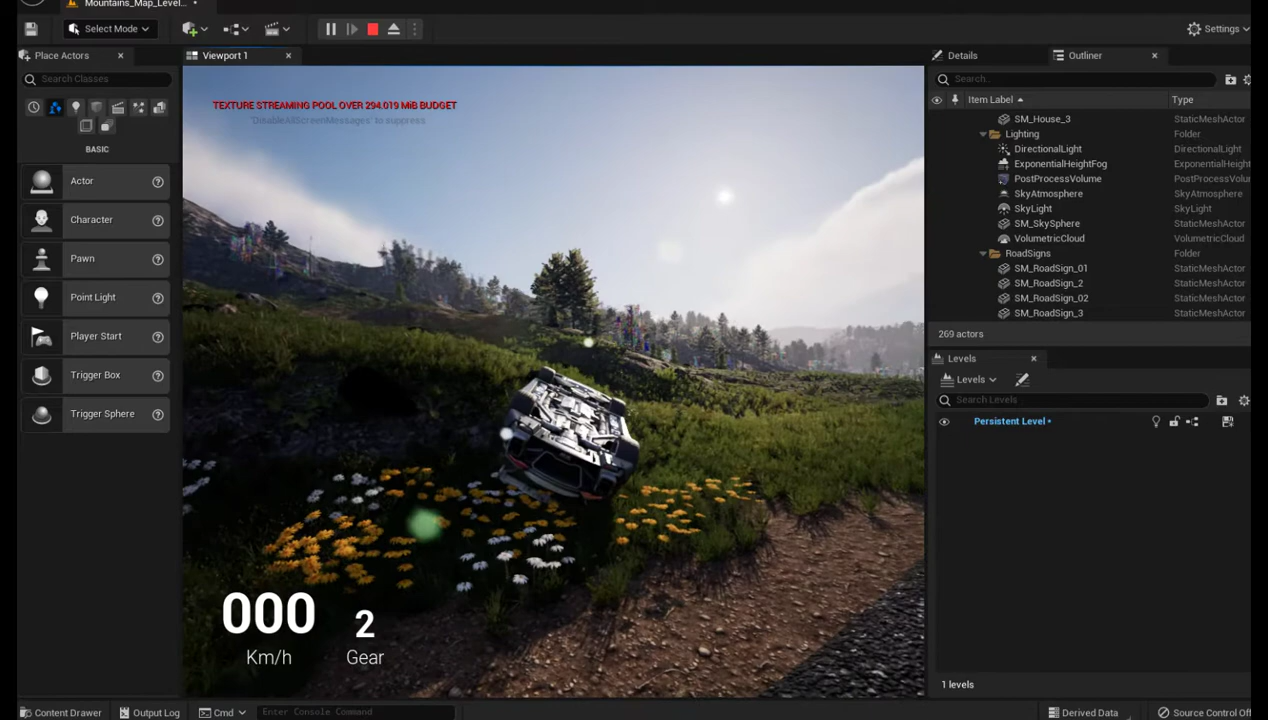 Mountains_Map_Level...
Select Mode
Settings
Place Actors
Viewport 1
Details
Outliner
Search Classes
Search..
Item Label
Type
TEXTURE STREAMING POOL OVER 294.019 MiB BUDGET
'DisableAllScreenMessages' to suppress
SM_House_3 StaticMeshActor
Lighting Folder
DirectionalLight DirectionalLight
ExponentialHeightFog ExponentialHeight
PostProcessVolume PostProcessVolu
SkyAtmosphere SkyAtmosphere
SkyLight SkyLight
SM_SkySphere StaticMeshActor
VolumetricCloud VolumetricCloud
RoadSigns Folder
SM_RoadSign_01 StaticMeshActor
SM_RoadSign_2 StaticMeshActor
SM_RoadSign_02 StaticMeshActor
SM_RoadSign_3 StaticMeshActor
269 actors
BASIC
Actor
Character
Pawn
Point Light
Player Start
Trigger Box
Trigger Sphere
Levels
Levels
Search Levels
Persistent Level
1 levels
000 2
Km/h Gear
Content Drawer
Output Log
Cmd
Enter Console Command
Derived Data
Source Control Off